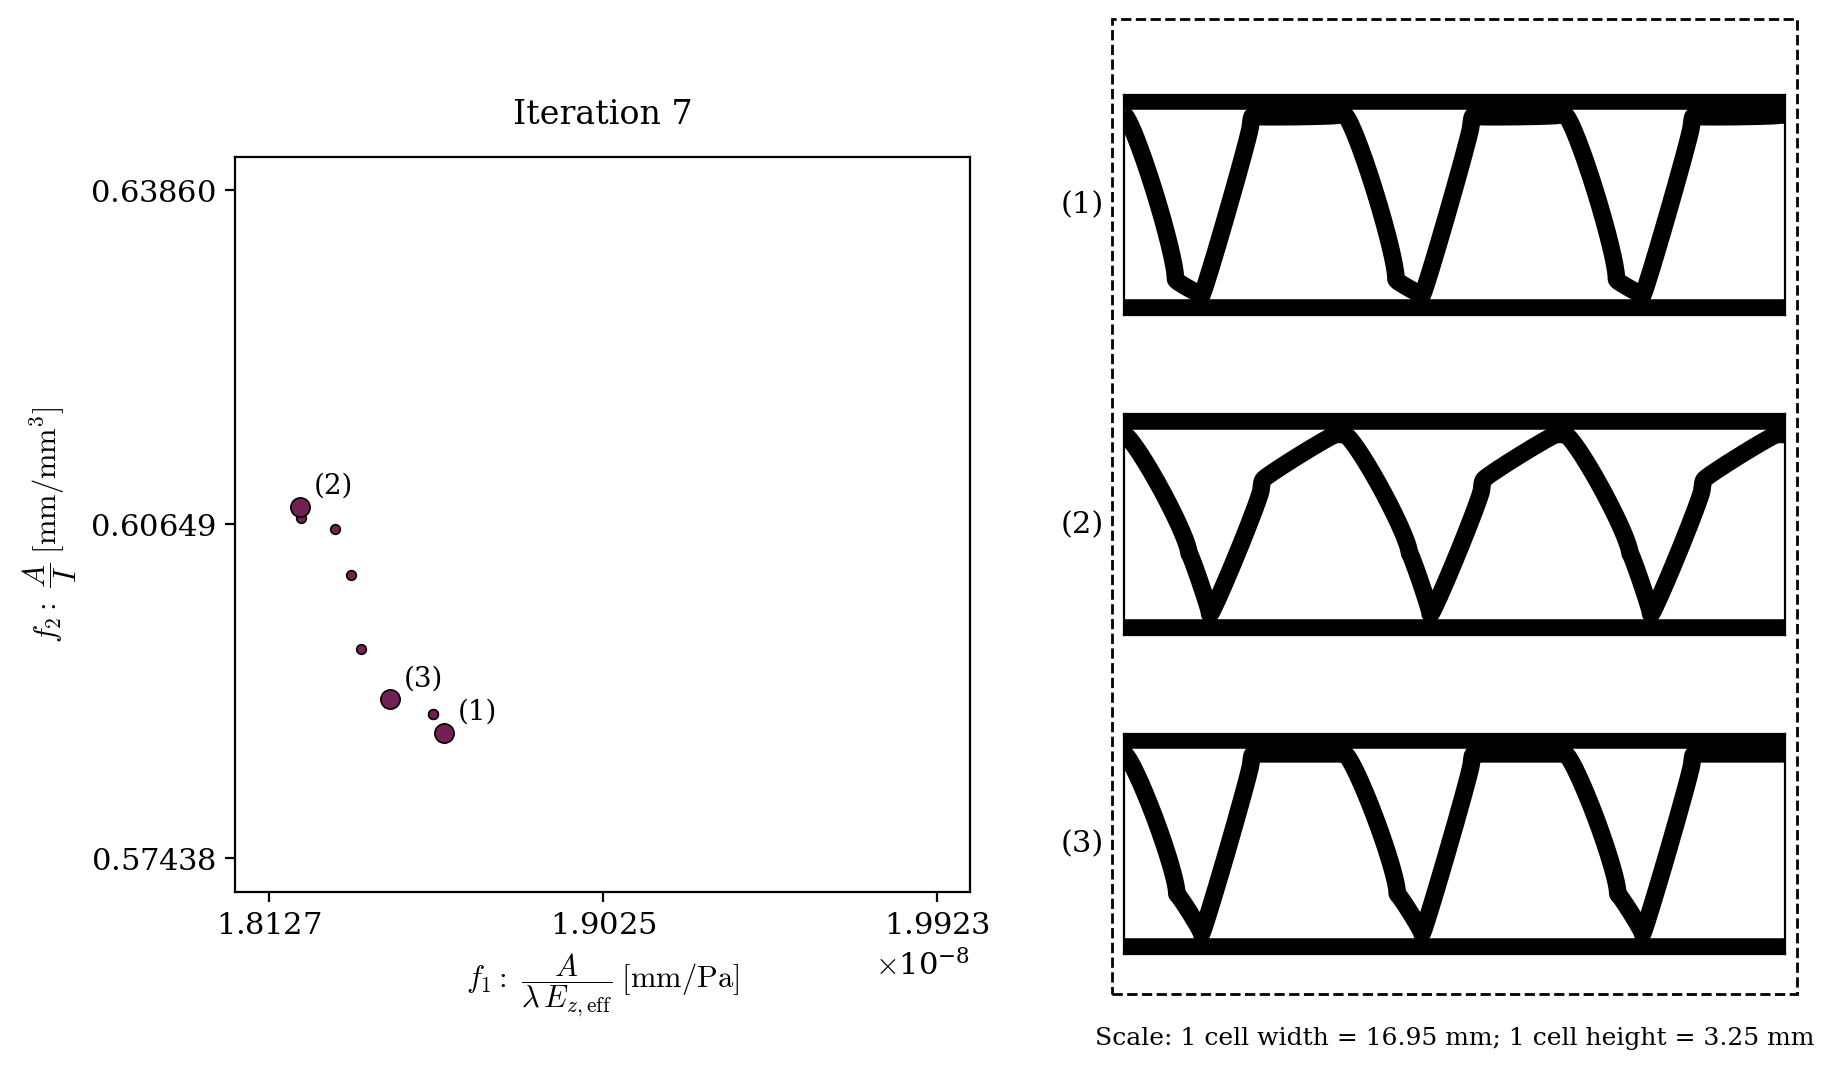 Iteration 7
0.63860
0.60649
0.57438
f₂ : A/I [mm/mm³]
(2)
(3)
(1)
1.8127 1.9025 1.9923
×10⁻⁸
f₁ : A/(λ E_z,eff) [mm/Pa]
(1)
(2)
(3)
Scale: 1 cell width = 16.95 mm; 1 cell height = 3.25 mm